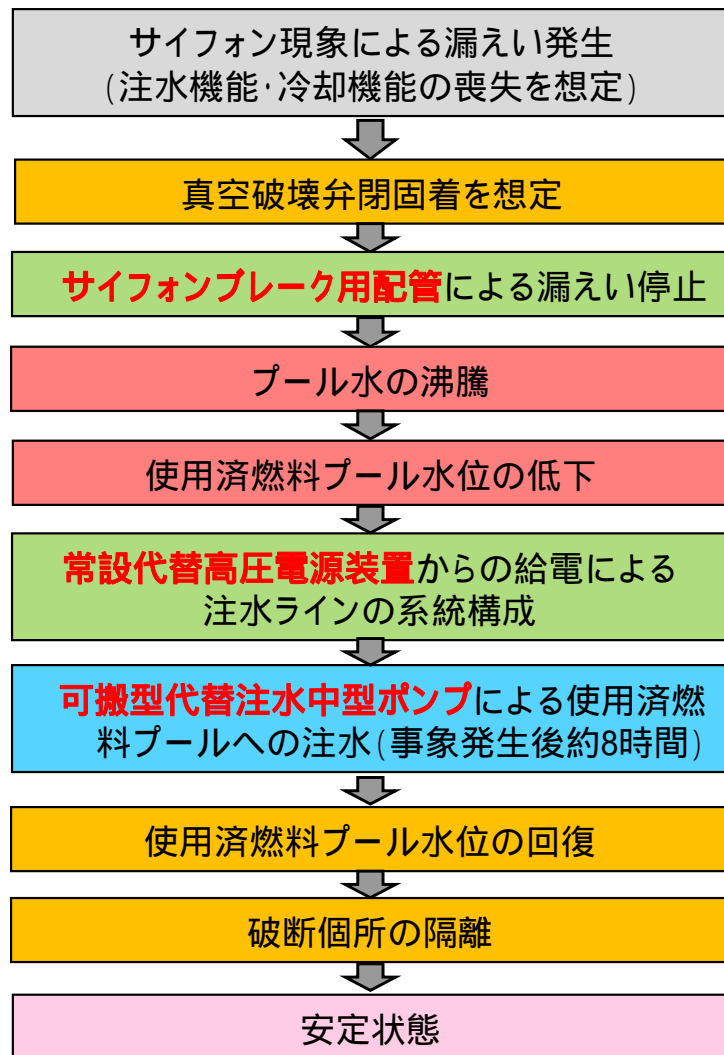 サイフォン現象による漏えい発生
(注水機能・冷却機能の喪失を想定)
真空破壊弁閉固着を想定
サイフォンブレーク用配管による漏えい停止
プール水の沸騰
使用済燃料プール水位の低下
常設代替高圧電源装置からの給電による
注水ラインの系統構成
可搬型代替注水中型ポンプによる使用済燃
料プールへの注水(事象発生後約8時間)
使用済燃料プール水位の回復
破断個所の隔離
安定状態